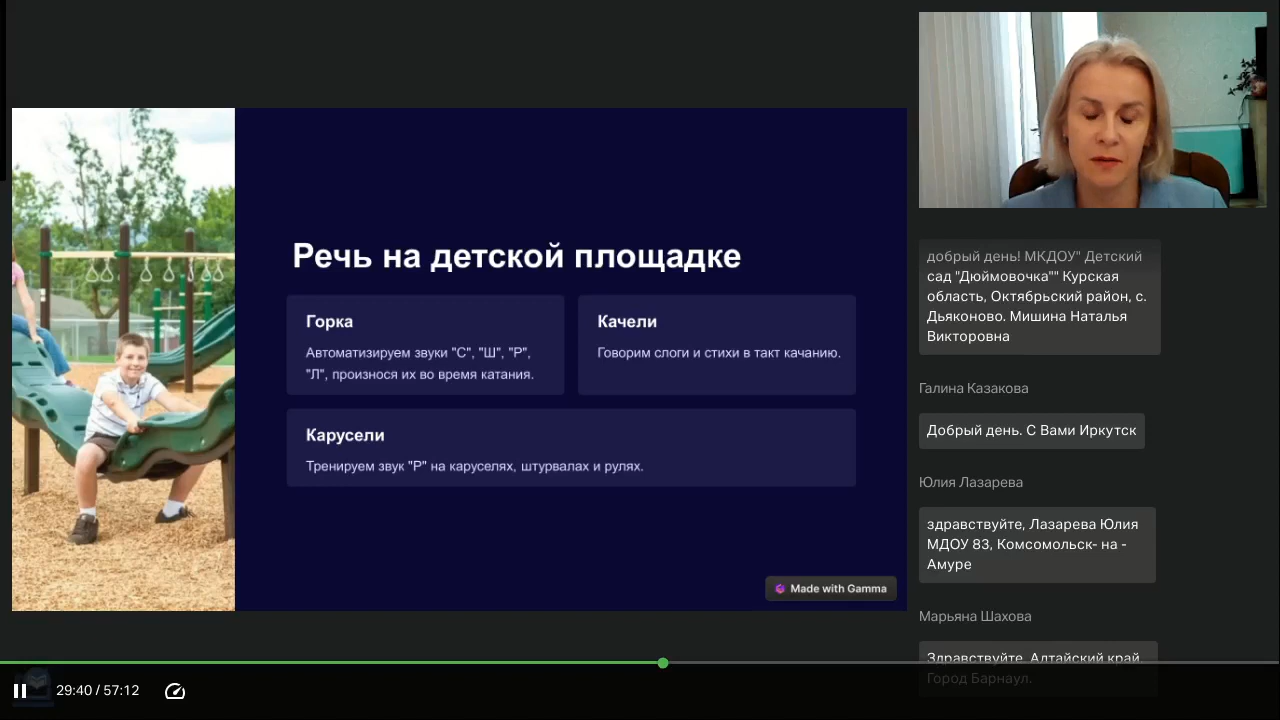 Речь на детской площадке
Горка
Автоматизируем звуки "С", "Ш", "Р",
"Л", произнося их во время катания.
Качели
Говорим слоги и стихи в такт качанию.
Карусели
Тренируем звук "Р" на каруселях, штурвалах и рулях.
Made with Gamma
добрый день! МКДОУ" Детский
сад "Дюймовочка"" Курская
область, Октябрьский район, с.
Дьяконово. Мишина Наталья
Викторовна
Галина Казакова
Добрый день. С Вами Иркутск
Юлия Лазарева
здравствуйте, Лазарева Юлия
МДОУ 83, Комсомольск- на -
Амуре
Марьяна Шахова
Здравствуйте, Алтайский край,
Город Барнаул.
29:40 / 57:12